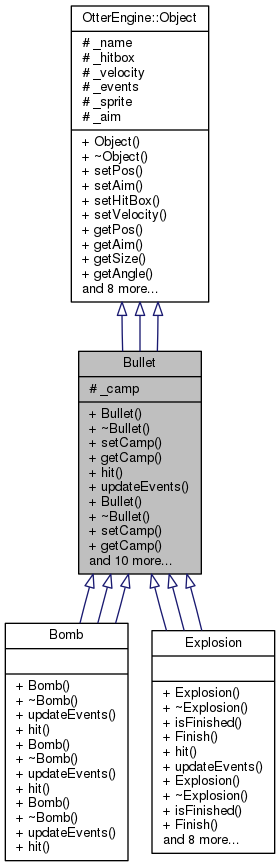 OtterEngine::Object
# _name
# _hitbox
# _velocity
# _events
# _sprite
# _aim
+ Object()
+ ~Object()
+ setPos()
+ setAim()
+ setHitBox()
+ setVelocity()
+ getPos()
+ getAim()
+ getSize()
+ getAngle()
and 8 more...
Bullet
# _camp
+ Bullet()
+ ~Bullet()
+ setCamp()
+ getCamp()
+ hit()
+ updateEvents()
+ Bullet()
+ ~Bullet()
+ setCamp()
+ getCamp()
and 10 more...
Bomb
+ Bomb()
+ ~Bomb()
+ updateEvents()
+ hit()
+ Bomb()
+ ~Bomb()
+ updateEvents()
+ hit()
+ Bomb()
+ ~Bomb()
+ updateEvents()
+ hit()
Explosion
+ Explosion()
+ ~Explosion()
+ isFinished()
+ Finish()
+ hit()
+ updateEvents()
+ Explosion()
+ ~Explosion()
+ isFinished()
+ Finish()
and 8 more...